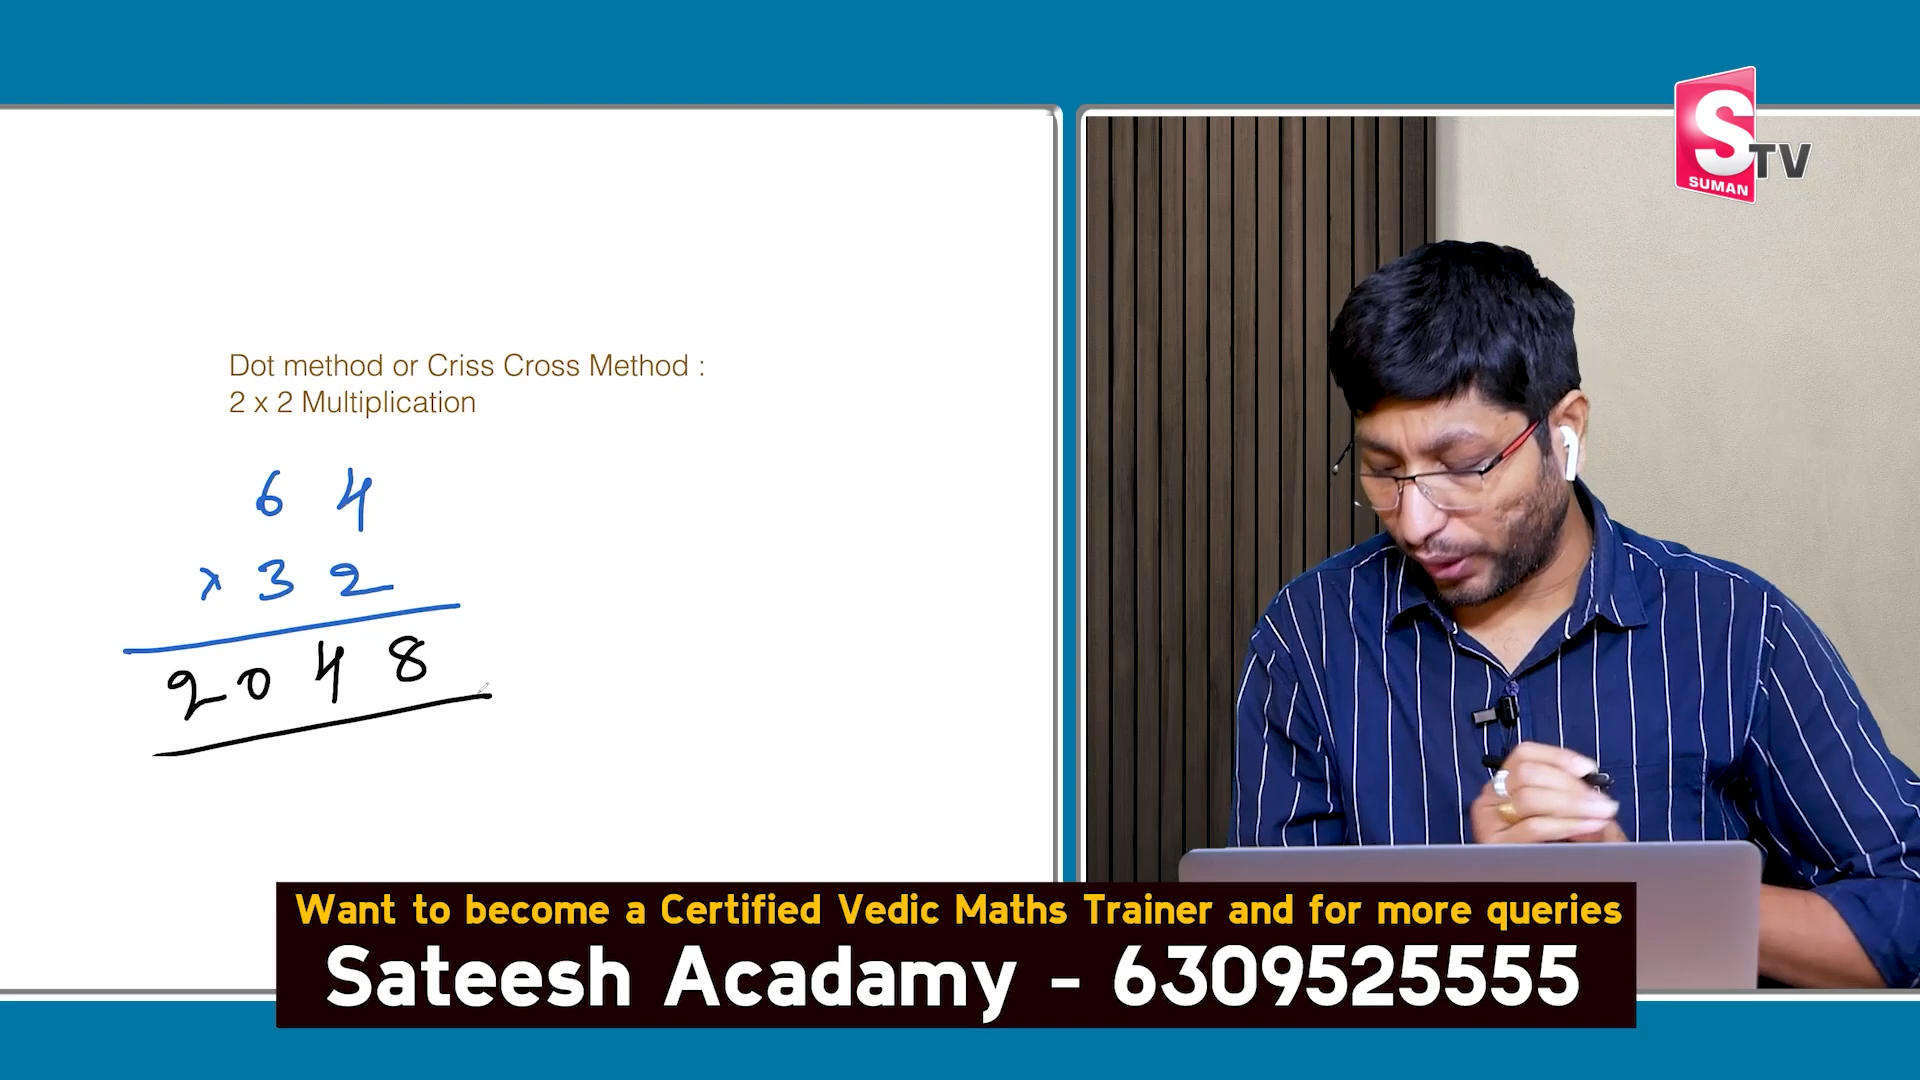 S TV
SUMAN
Dot method or Criss Cross Method :
2 x 2 Multiplication
6 4
x 3 2
2 0 4 8
Want to become a Certified Vedic Maths Trainer and for more queries
Sateesh Acadamy - 6309525555